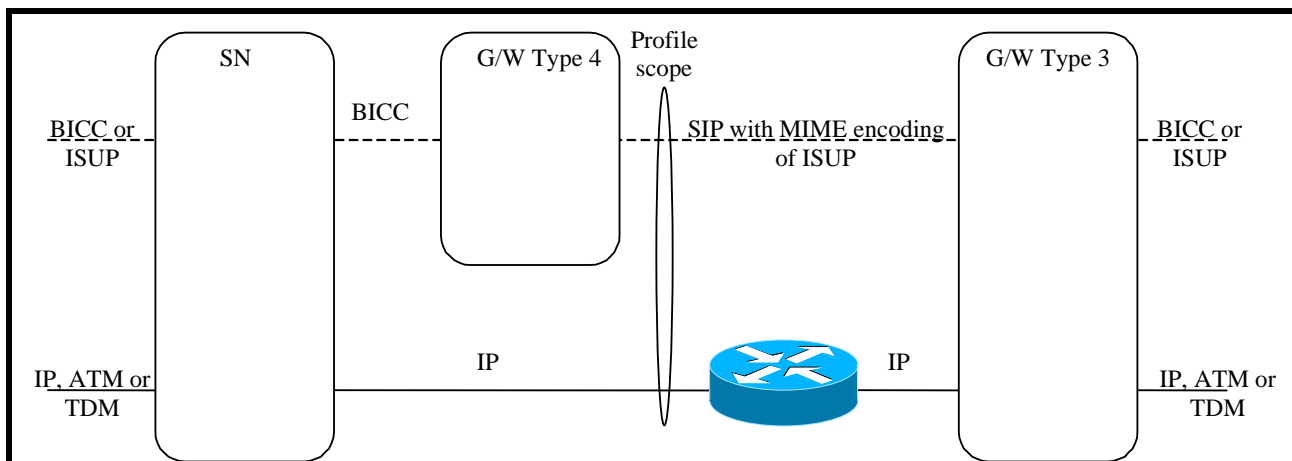 SN
G/W Type 4
Profile
scope
G/W Type 3
BICC or
ISUP
BICC
SIP with MIME encoding
of ISUP
BICC or
ISUP
IP, ATM or
TDM
IP
IP
IP, ATM or
TDM